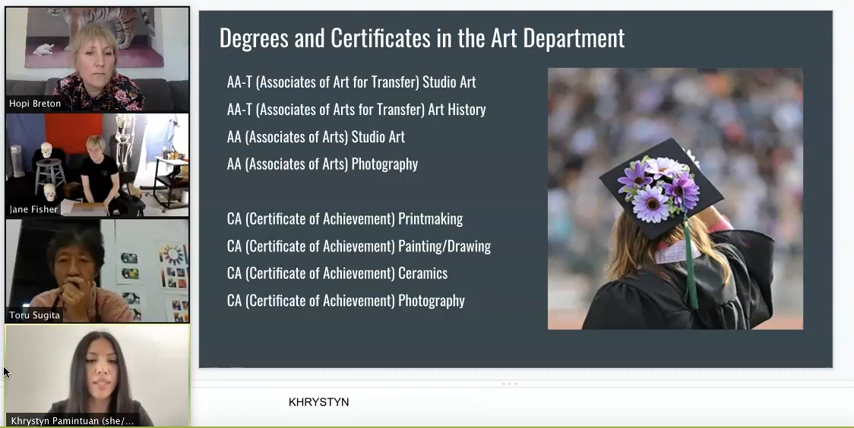 Hopi Breton
Jane Fisher
Toru Sugita
Khrystyn Pamintuan (she/...
Degrees and Certificates in the Art Department
AA-T (Associates of Art for Transfer) Studio Art
AA-T (Associates of Arts for Transfer) Art History
AA (Associates of Arts) Studio Art
AA (Associates of Arts) Photography
CA (Certificate of Achievement) Printmaking
CA (Certificate of Achievement) Painting/Drawing
CA (Certificate of Achievement) Ceramics
CA (Certificate of Achievement) Photography
KHRYSTYN